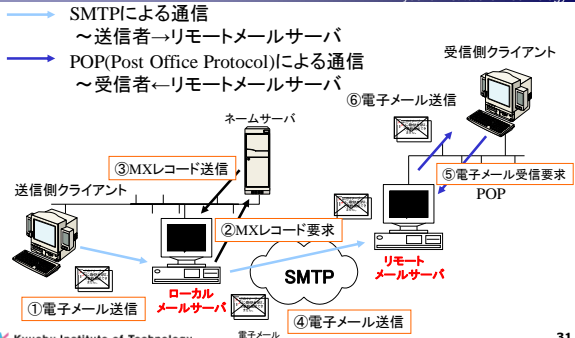 SMTPによる通信
～送信者→リモートメールサーバ
POP(Post Office Protocol)による通信
～受信者←リモートメールサーバ
受信側クライアント
⑥電子メール送信
ネームサーバ
③MXレコード送信
⑤電子メール受信要求
POP
送信側クライアント
②MXレコード要求
リモート
メールサーバ
SMTP
ローカル
メールサーバ
①電子メール送信
④電子メール送信
電子メール
Kyushu Institute of Technology
31